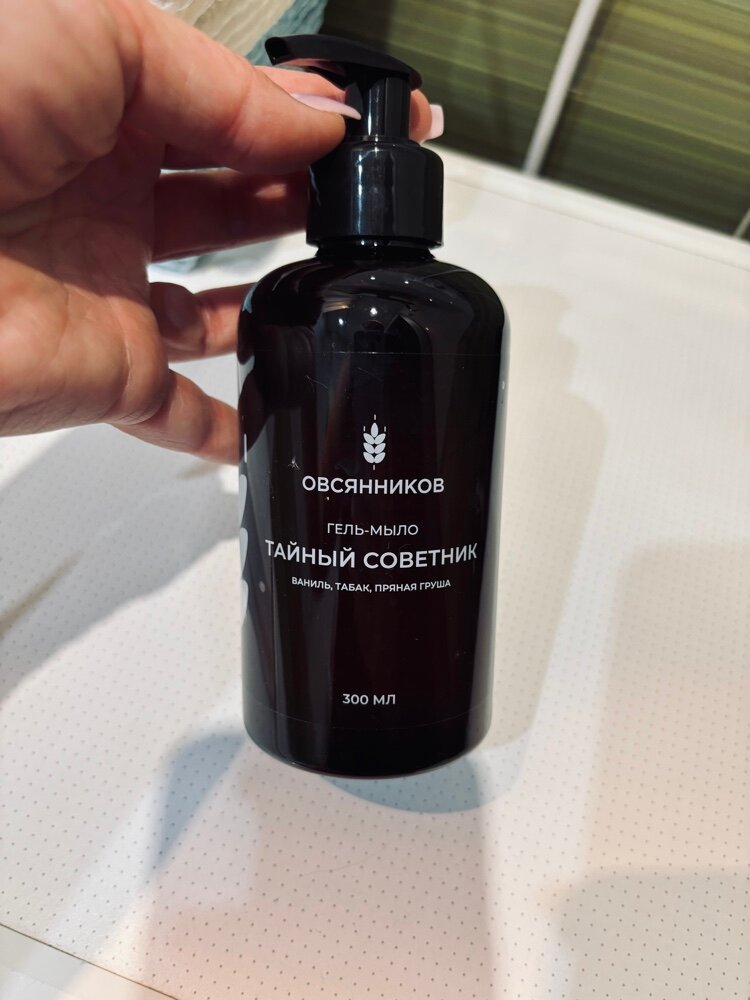 ОВСЯННИКОВ
ГЕЛЬ-МЫЛО
ТАЙНЫЙ СОВЕТНИК
ВАНИЛЬ, ТАБАК, ПРЯНАЯ ГРУША
300 МЛ